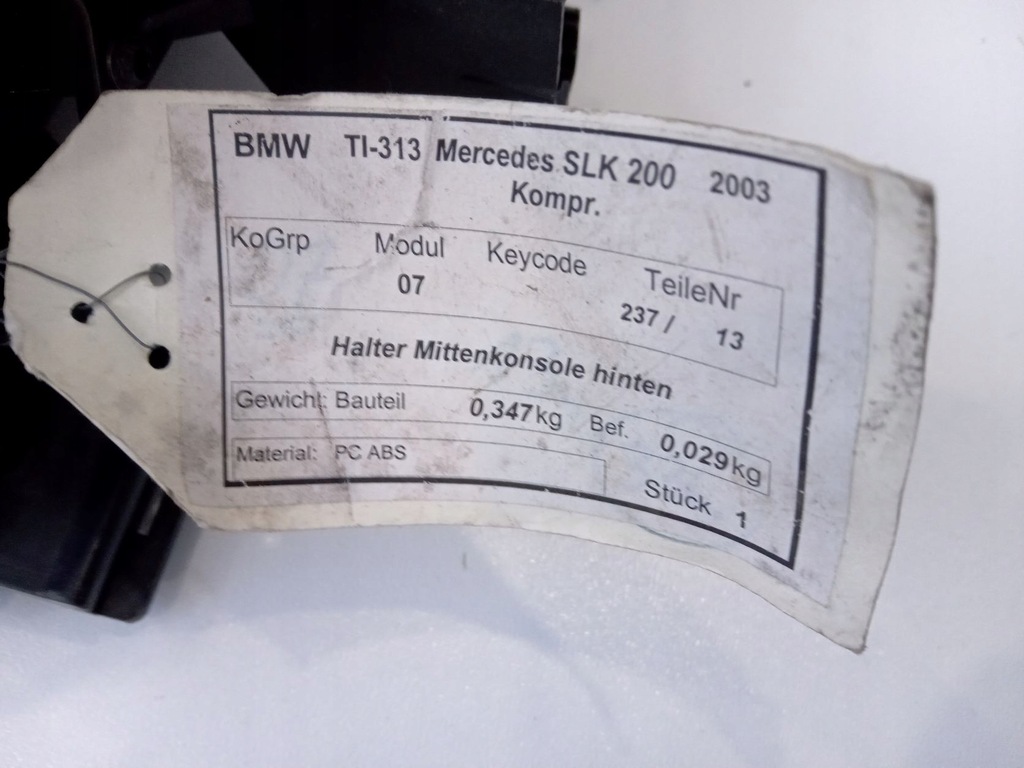 BMW TI-313 Mercedes SLK 200 2003
Kompr.
KoGrp Modul Keycode TeileNr
07 237 / 13
Halter Mittenkonsole hinten
Gewicht: Bauteil 0,347kg Bef. 0,029kg
Material: PC ABS
Stück 1